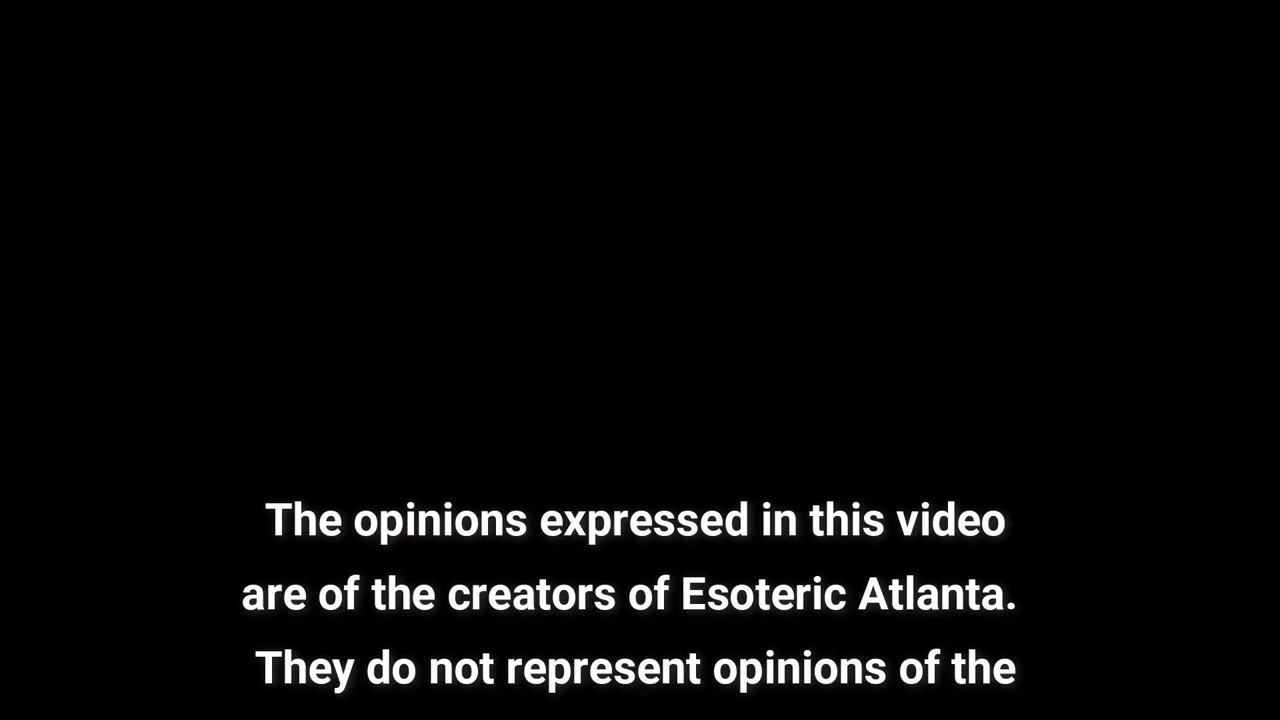 The opinions expressed in this video
are of the creators of Esoteric Atlanta.
They do not represent opinions of the